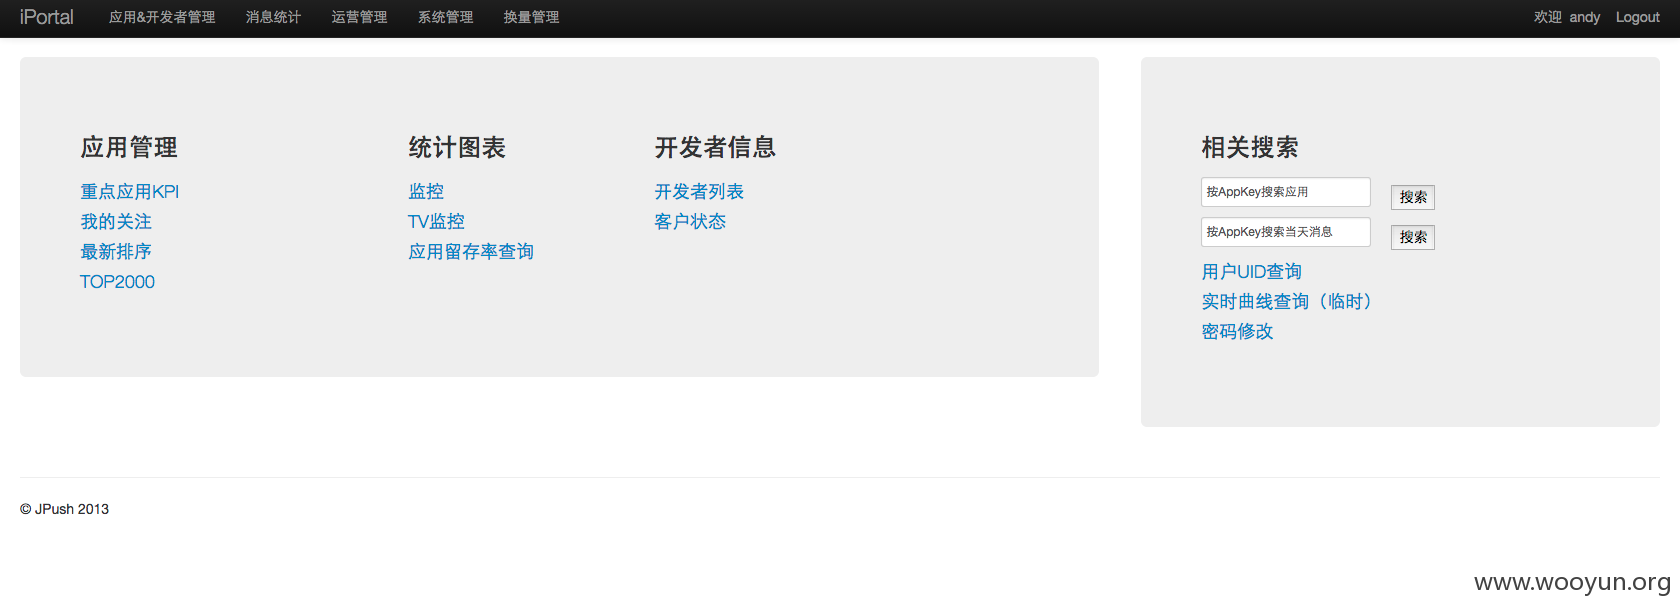 iPortal 应用&开发者管理 消息统计 运营管理 系统管理 换量管理 欢迎 andy Logout
应用管理
重点应用KPI
我的关注
最新排序
TOP2000
统计图表
监控
TV监控
应用留存率查询
开发者信息
开发者列表
客户状态
相关搜索
按AppKey搜索应用 搜索
按AppKey搜索当天消息 搜索
用户UID查询
实时曲线查询（临时）
密码修改
© JPush 2013
www.wooyun.org